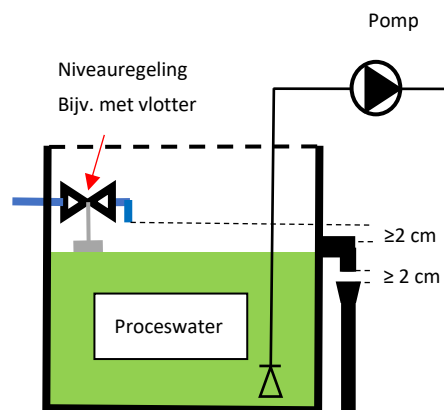 Pomp
Niveauregeling
Bijv. met vlotter
≥2 cm
≥ 2 cm
Proceswater